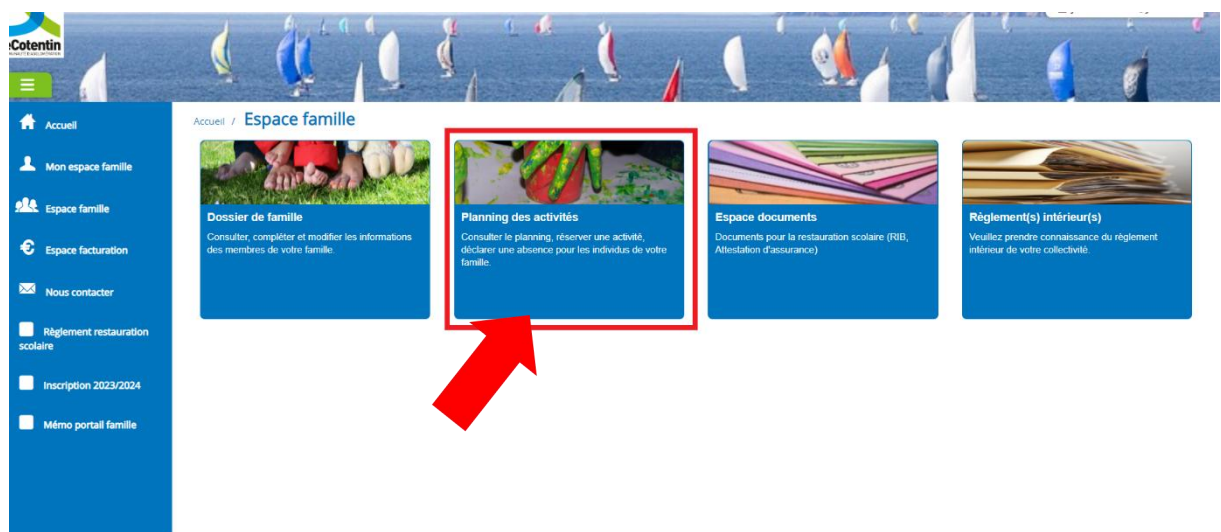 Cotentin
Accueil
Mon espace famille
Espace famille
Espace facturation
Nous contacter
Règlement restauration
scolaire
Inscription 2023/2024
Mémo portail famille
Accueil / Espace famille
Dossier de famille
Consulter, compléter et modifier les informations
des membres de votre famille.
Planning des activités
Consulter le planning, réserver une activité,
déclarer une absence pour les individus de votre
famille.
Espace documents
Documents pour la restauration scolaire (RIB,
Attestation d'assurance)
Règlement(s) intérieur(s)
Veuillez prendre connaissance du règlement
intérieur de votre collectivité.